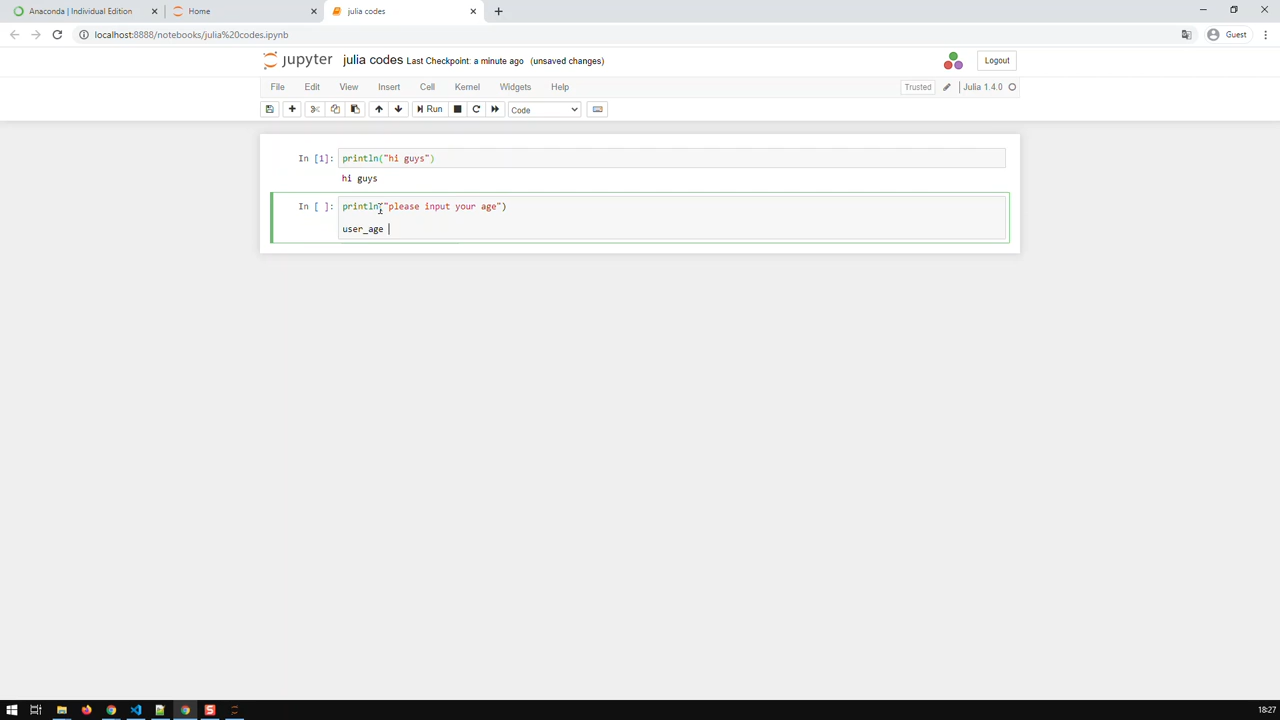 Anaconda | Individual Edition
Home
julia codes
localhost:8888/notebooks/julia%20codes.ipynb
Guest
jupyter julia codes Last Checkpoint: a minute ago (unsaved changes)
Logout
File Edit View Insert Cell Kernel Widgets Help
Trusted
Julia 1.4.0
Run
Code
In [1]: println("hi guys")
hi guys
In [ ]: println("please input your age")
user_age
18:27